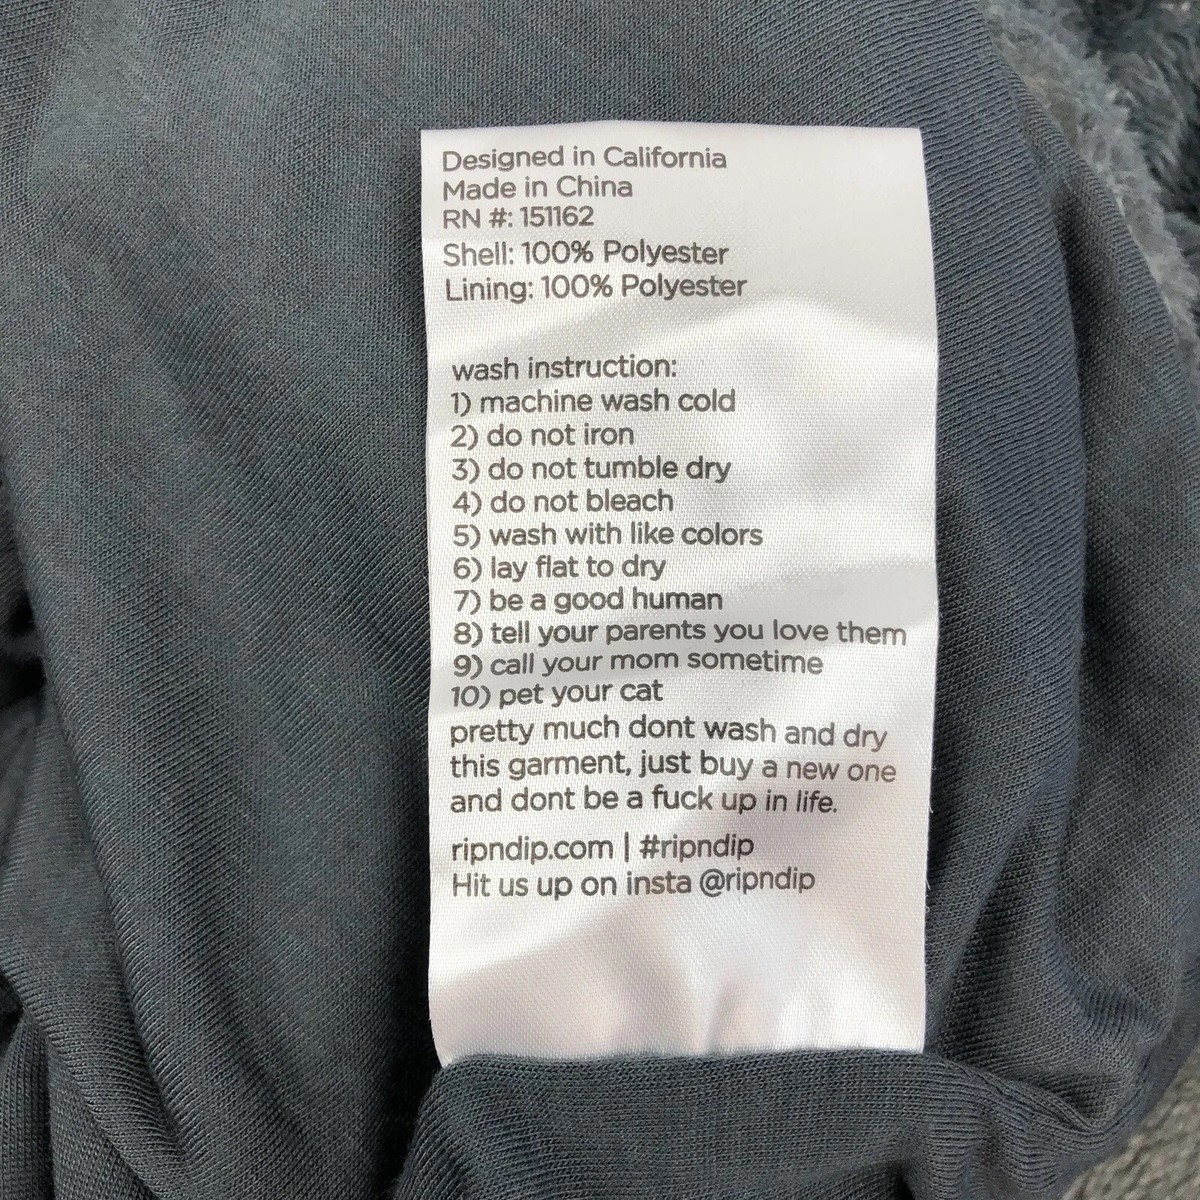 Designed in California
Made in China
RN #: 151162
Shell: 100% Polyester
Lining: 100% Polyester
wash instruction:
1) machine wash cold
2) do not iron
3) do not tumble dry
4) do not bleach
5) wash with like colors
6) lay flat to dry
7) be a good human
8) tell your parents you love them
9) call your mom sometime
10) pet your cat
pretty much dont wash and dry
this garment, just buy a new one
and dont be a fuck up in life.
ripndip.com | #ripndip
Hit us up on insta @ripndip